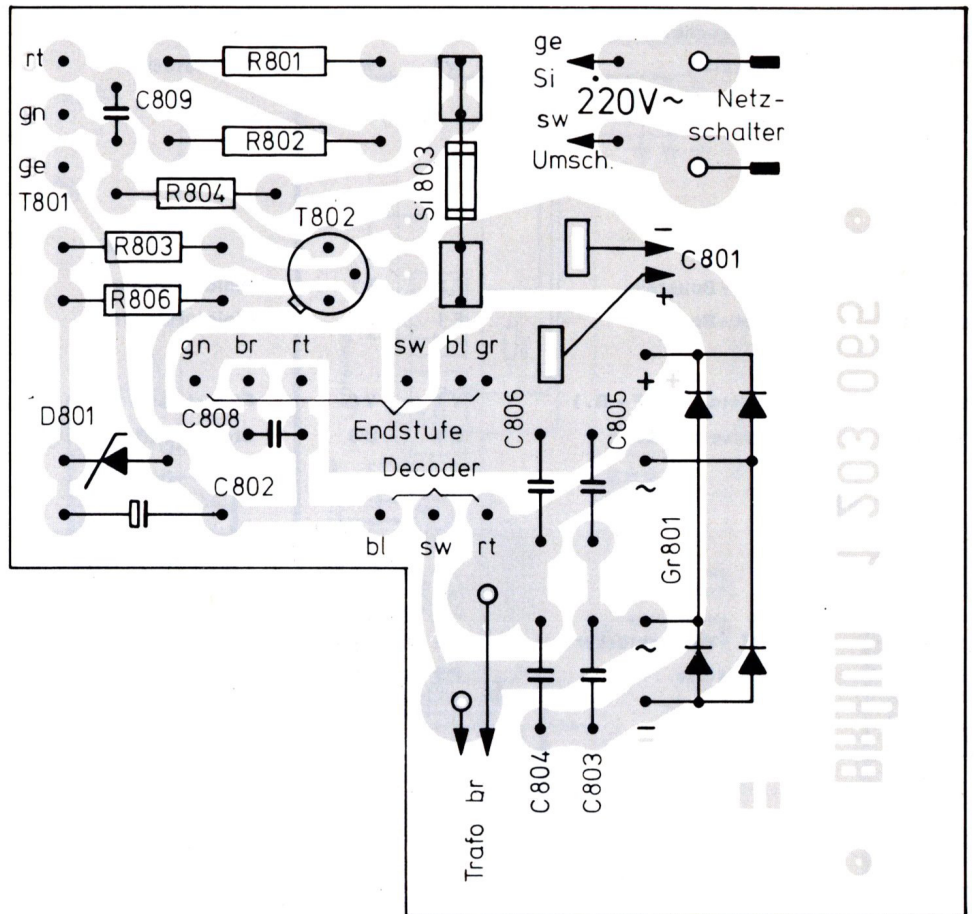 rt
R801
ge
Si
220V~
Netz-
schalter
C809
gn
R802
sw
Umsch.
ge
R804
Si 803
T801
T802
R803
−
C801
+
R806
gn br rt sw bl gr
+
C808
Endstufe
C806
C805
D801
Decoder
~
C802
bl sw rt
Gr801
~
−
C804
C803
Trafo br
BRAUN 1 203 065